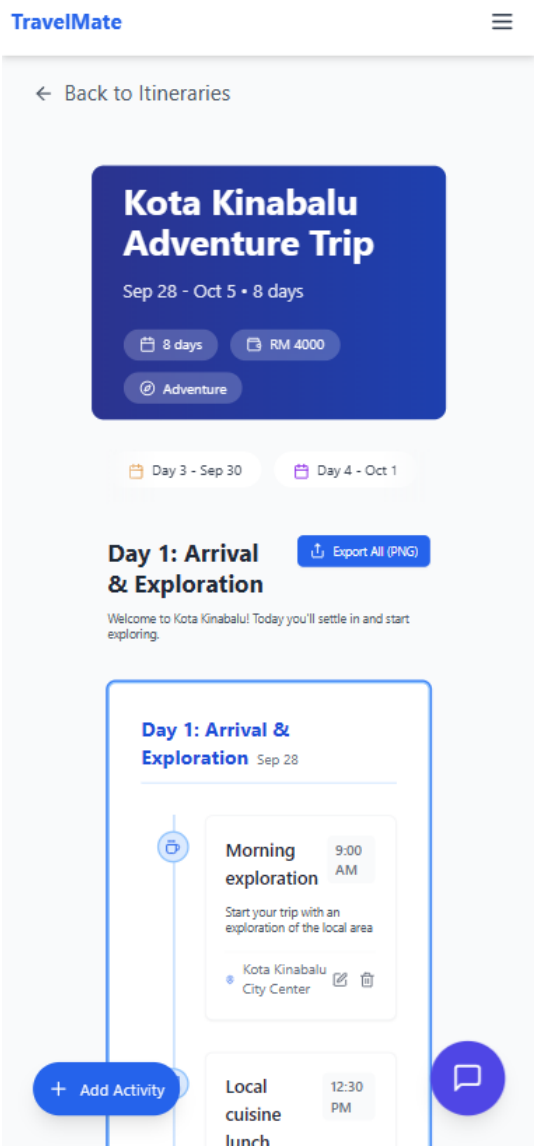 TravelMate
Back to Itineraries
Kota Kinabalu
Adventure Trip
Sep 28 - Oct 5 • 8 days
8 days
RM 4000
Adventure
Day 3 - Sep 30
Day 4 - Oct 1
Day 1: Arrival
& Exploration
Export All (PNG)
Welcome to Kota Kinabalu! Today you'll settle in and start
exploring.
Day 1: Arrival &
Exploration Sep 28
Morning
exploration
9:00
AM
Start your trip with an
exploration of the local area
Kota Kinabalu
City Center
Local
cuisine
lunch
12:30
PM
+ Add Activity